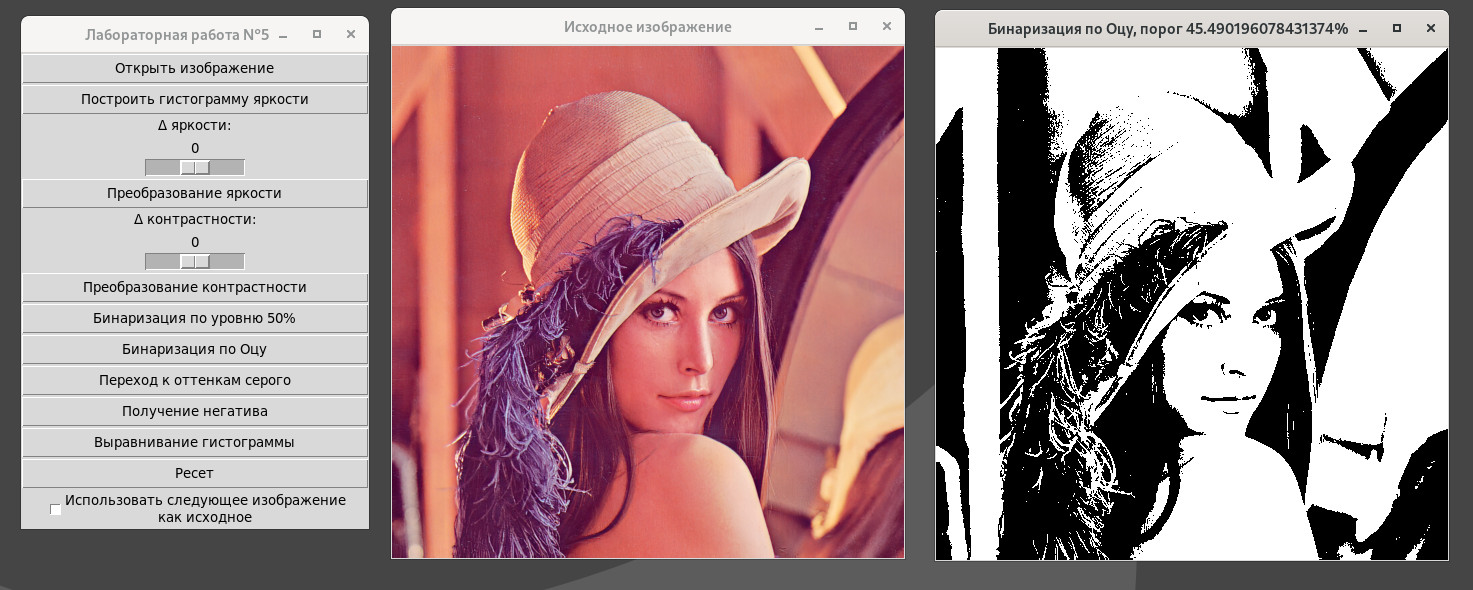 Лабораторная работа N°5
Открыть изображение
Построить гистограмму яркости
Δ яркости:
0
Преобразование яркости
Δ контрастности:
0
Преобразование контрастности
Бинаризация по уровню 50%
Бинаризация по Оцу
Переход к оттенкам серого
Получение негатива
Выравнивание гистограммы
Ресет
Использовать следующее изображение
как исходное
Исходное изображение
Бинаризация по Оцу, порог 45.490196078431374%